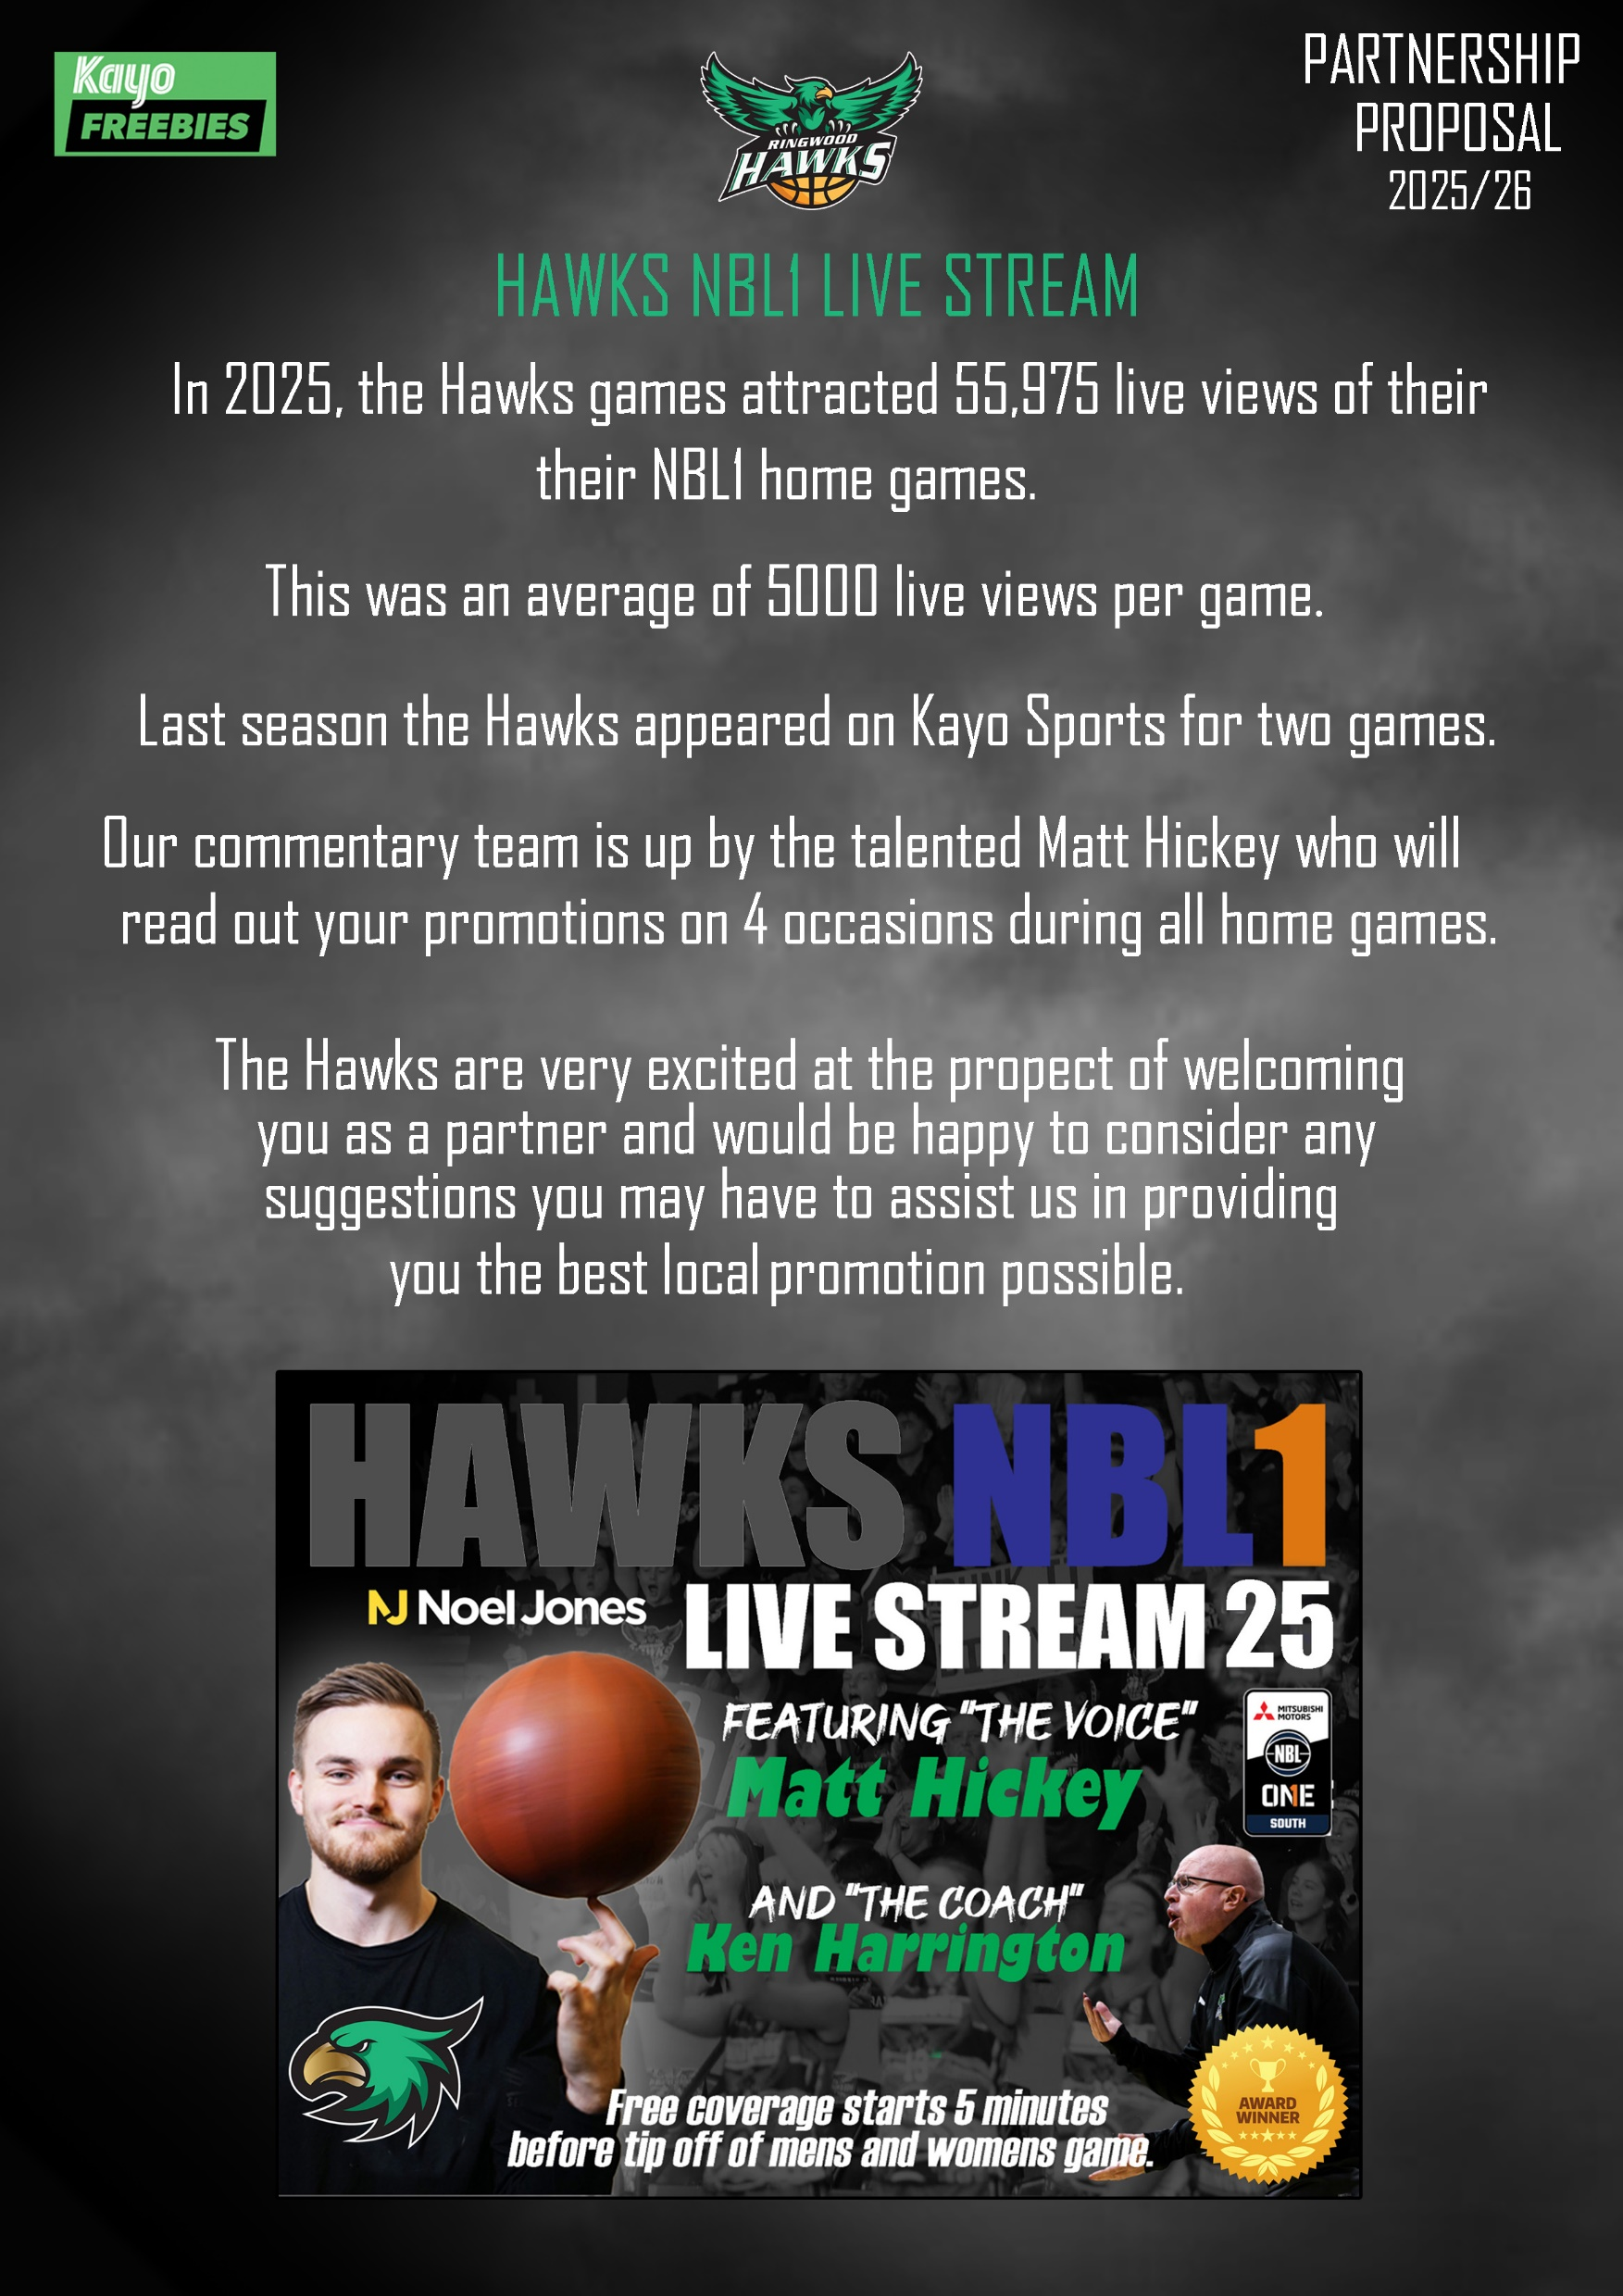 Kayo
FREEBIES
RINGWOOD
HAWKS
PARTNERSHIP
PROPOSAL
2025/26
HAWKS NBL1 LIVE STREAM
In 2025, the Hawks games attracted 55,975 live views of their
their NBL1 home games.
This was an average of 5000 live views per game.
Last season the Hawks appeared on Kayo Sports for two games.
Our commentary team is up by the talented Matt Hickey who will
read out your promotions on 4 occasions during all home games.
The Hawks are very excited at the propect of welcoming
you as a partner and would be happy to consider any
suggestions you may have to assist us in providing
you the best local promotion possible.
HAWKS NBL1
NJ Noel Jones
LIVE STREAM 25
FEATURING "THE VOICE"
Matt Hickey
MITSUBISHI
MOTORS
NBL
ONE
SOUTH
AND "THE COACH"
Ken Harrington
AWARD
WINNER
Free coverage starts 5 minutes
before tip off of mens and womens game.